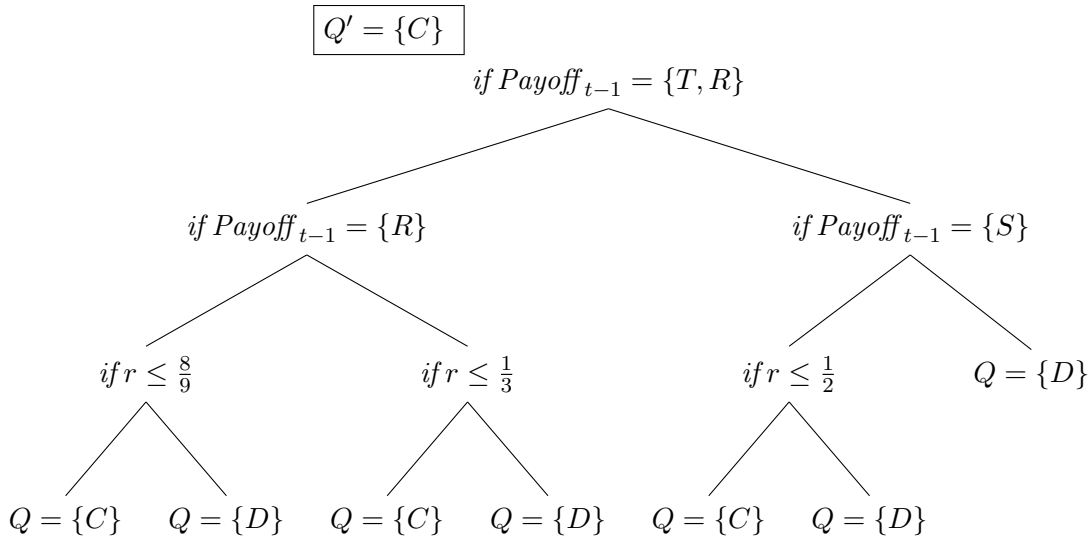 Q′ = {C}
if Payoff_{t−1} = {T, R}
if Payoff_{t−1} = {R} if Payoff_{t−1} = {S}
if r ≤ 8/9 if r ≤ 1/3 if r ≤ 1/2 Q = {D}
Q = {C} Q = {D} Q = {C} Q = {D} Q = {C} Q = {D}